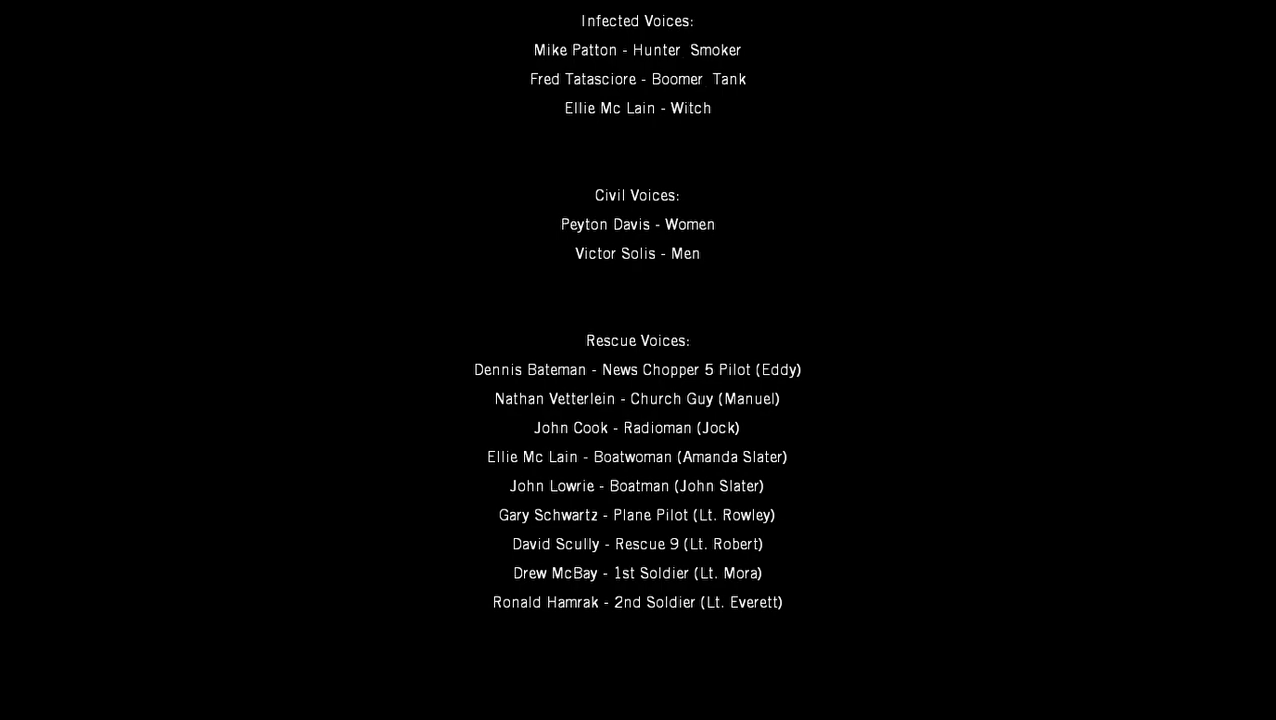 Infected Voices:
Mike Patton - Hunter Smoker
Fred Tatasciore - Boomer Tank
Ellie Mc Lain - Witch
Civil Voices:
Peyton Davis - Women
Victor Solis - Men
Rescue Voices:
Dennis Bateman - News Chopper 5 Pilot (Eddy)
Nathan Vetterlein - Church Guy (Manuel)
John Cook - Radioman (Jock)
Ellie Mc Lain - Boatwoman (Amanda Slater)
John Lowrie - Boatman (John Slater)
Gary Schwartz - Plane Pilot (Lt. Rowley)
David Scully - Rescue 9 (Lt. Robert)
Drew McBay - 1st Soldier (Lt. Mora)
Ronald Hamrak - 2nd Soldier (Lt. Everett)